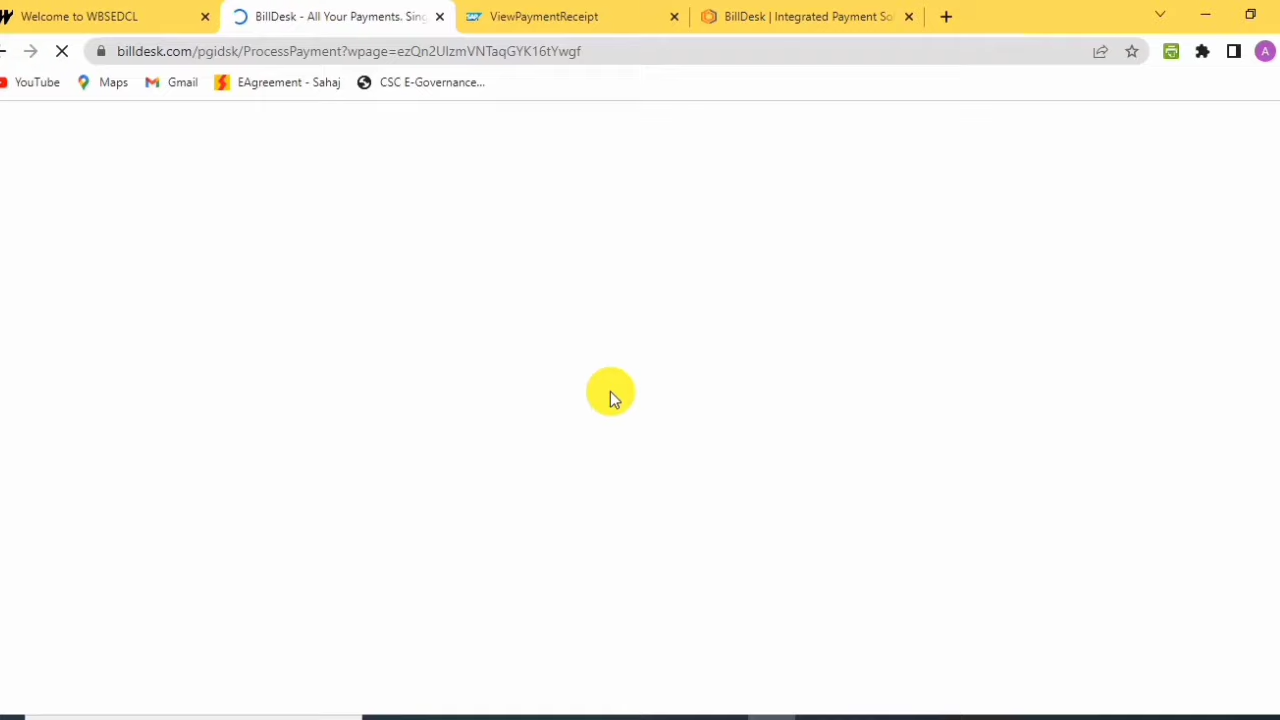 Welcome to WBSEDCL
BillDesk - All Your Payments. Sing
ViewPaymentReceipt
BillDesk | Integrated Payment So
billdesk.com/pgidsk/ProcessPayment?wpage=ezQn2UIzmVNTaqGYK16tYwgf
YouTube
Maps
Gmail
EAgreement - Sahaj
CSC E-Governance...
A